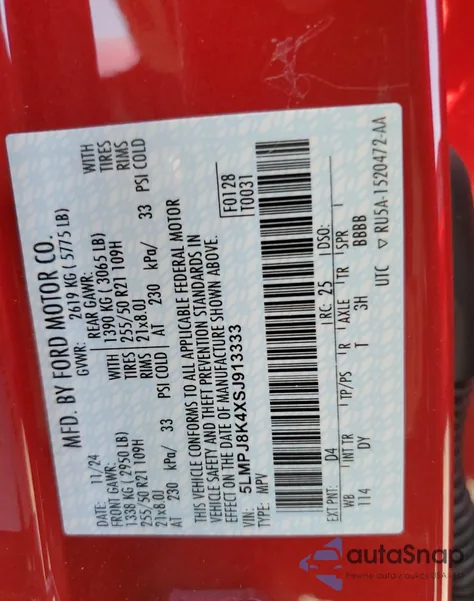 MFD. BY FORD MOTOR CO.
DATE: 11/24 GVWR: 2619 KG ( 5775 LB)
FRONT GAWR: REAR GAWR:
1338 KG ( 2950 LB) WITH 1390 KG ( 3065 LB) WITH
255/50 R21 109H TIRES 255/50 R21 109H TIRES
21x8.0J RIMS 21x8.0J RIMS
AT 230 kPa/ 33 PSI COLD AT 230 kPa/ 33 PSI COLD
THIS VEHICLE CONFORMS TO ALL APPLICABLE FEDERAL MOTOR
VEHICLE SAFETY AND THEFT PREVENTION STANDARDS IN
EFFECT ON THE DATE OF MANUFACTURE SHOWN ABOVE.
VIN: 5LMPJ8K4XSJ913333
TYPE: MPV
F0128
T0031
EXT PNT: D4 RC: 25 DSO:
WB INT TR TP/PS R AXLE TR SPR
114 DY T 3H BBBB
UTC ▽ RU5A-1520472-AA
autoSnap